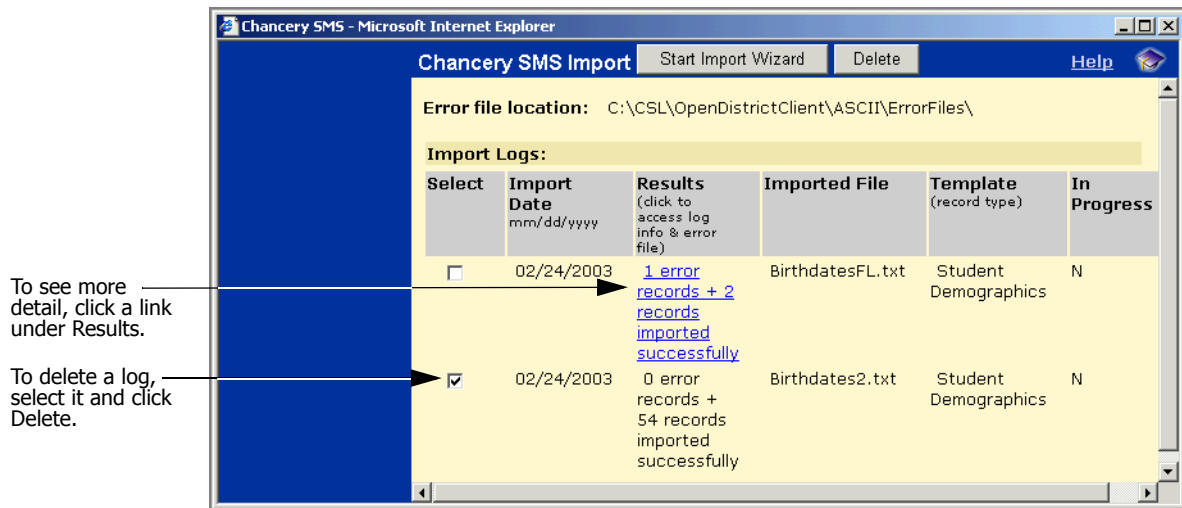 Chancery SMS - Microsoft Internet Explorer
Chancery SMS Import
Start Import Wizard
Delete
Help
Error file location: C:\CSL\OpenDistrictClient\ASCII\ErrorFiles\
Import Logs:
Select
Import
Date
mm/dd/yyyy
Results
(click to
access log
info & error
file)
Imported File
Template
(record type)
In
Progress
To see more
detail, click a link
under Results.
02/24/2003
1 error
records + 2
records
imported
successfully
BirthdatesFL.txt
Student
Demographics
N
To delete a log,
select it and click
Delete.
02/24/2003
0 error
records +
54 records
imported
successfully
Birthdates2.txt
Student
Demographics
N